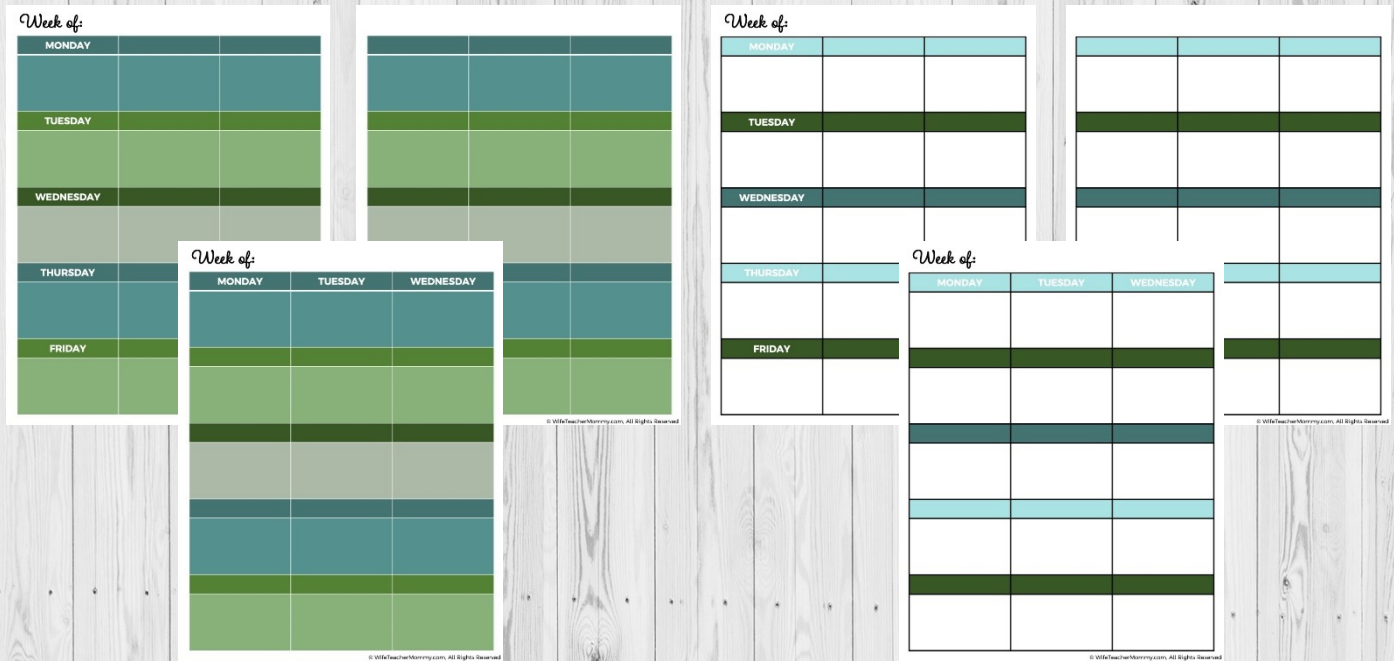 Week of:
MONDAY
TUESDAY
WEDNESDAY
THURSDAY
FRIDAY
© WifeTeacherMommy.com, All Rights Reserved
Week of:
MONDAY TUESDAY WEDNESDAY
© WifeTeacherMommy.com, All Rights Reserved
Week of:
MONDAY
TUESDAY
WEDNESDAY
THURSDAY
FRIDAY
© WifeTeacherMommy.com, All Rights Reserved
Week of:
MONDAY TUESDAY WEDNESDAY
© WifeTeacherMommy.com, All Rights Reserved